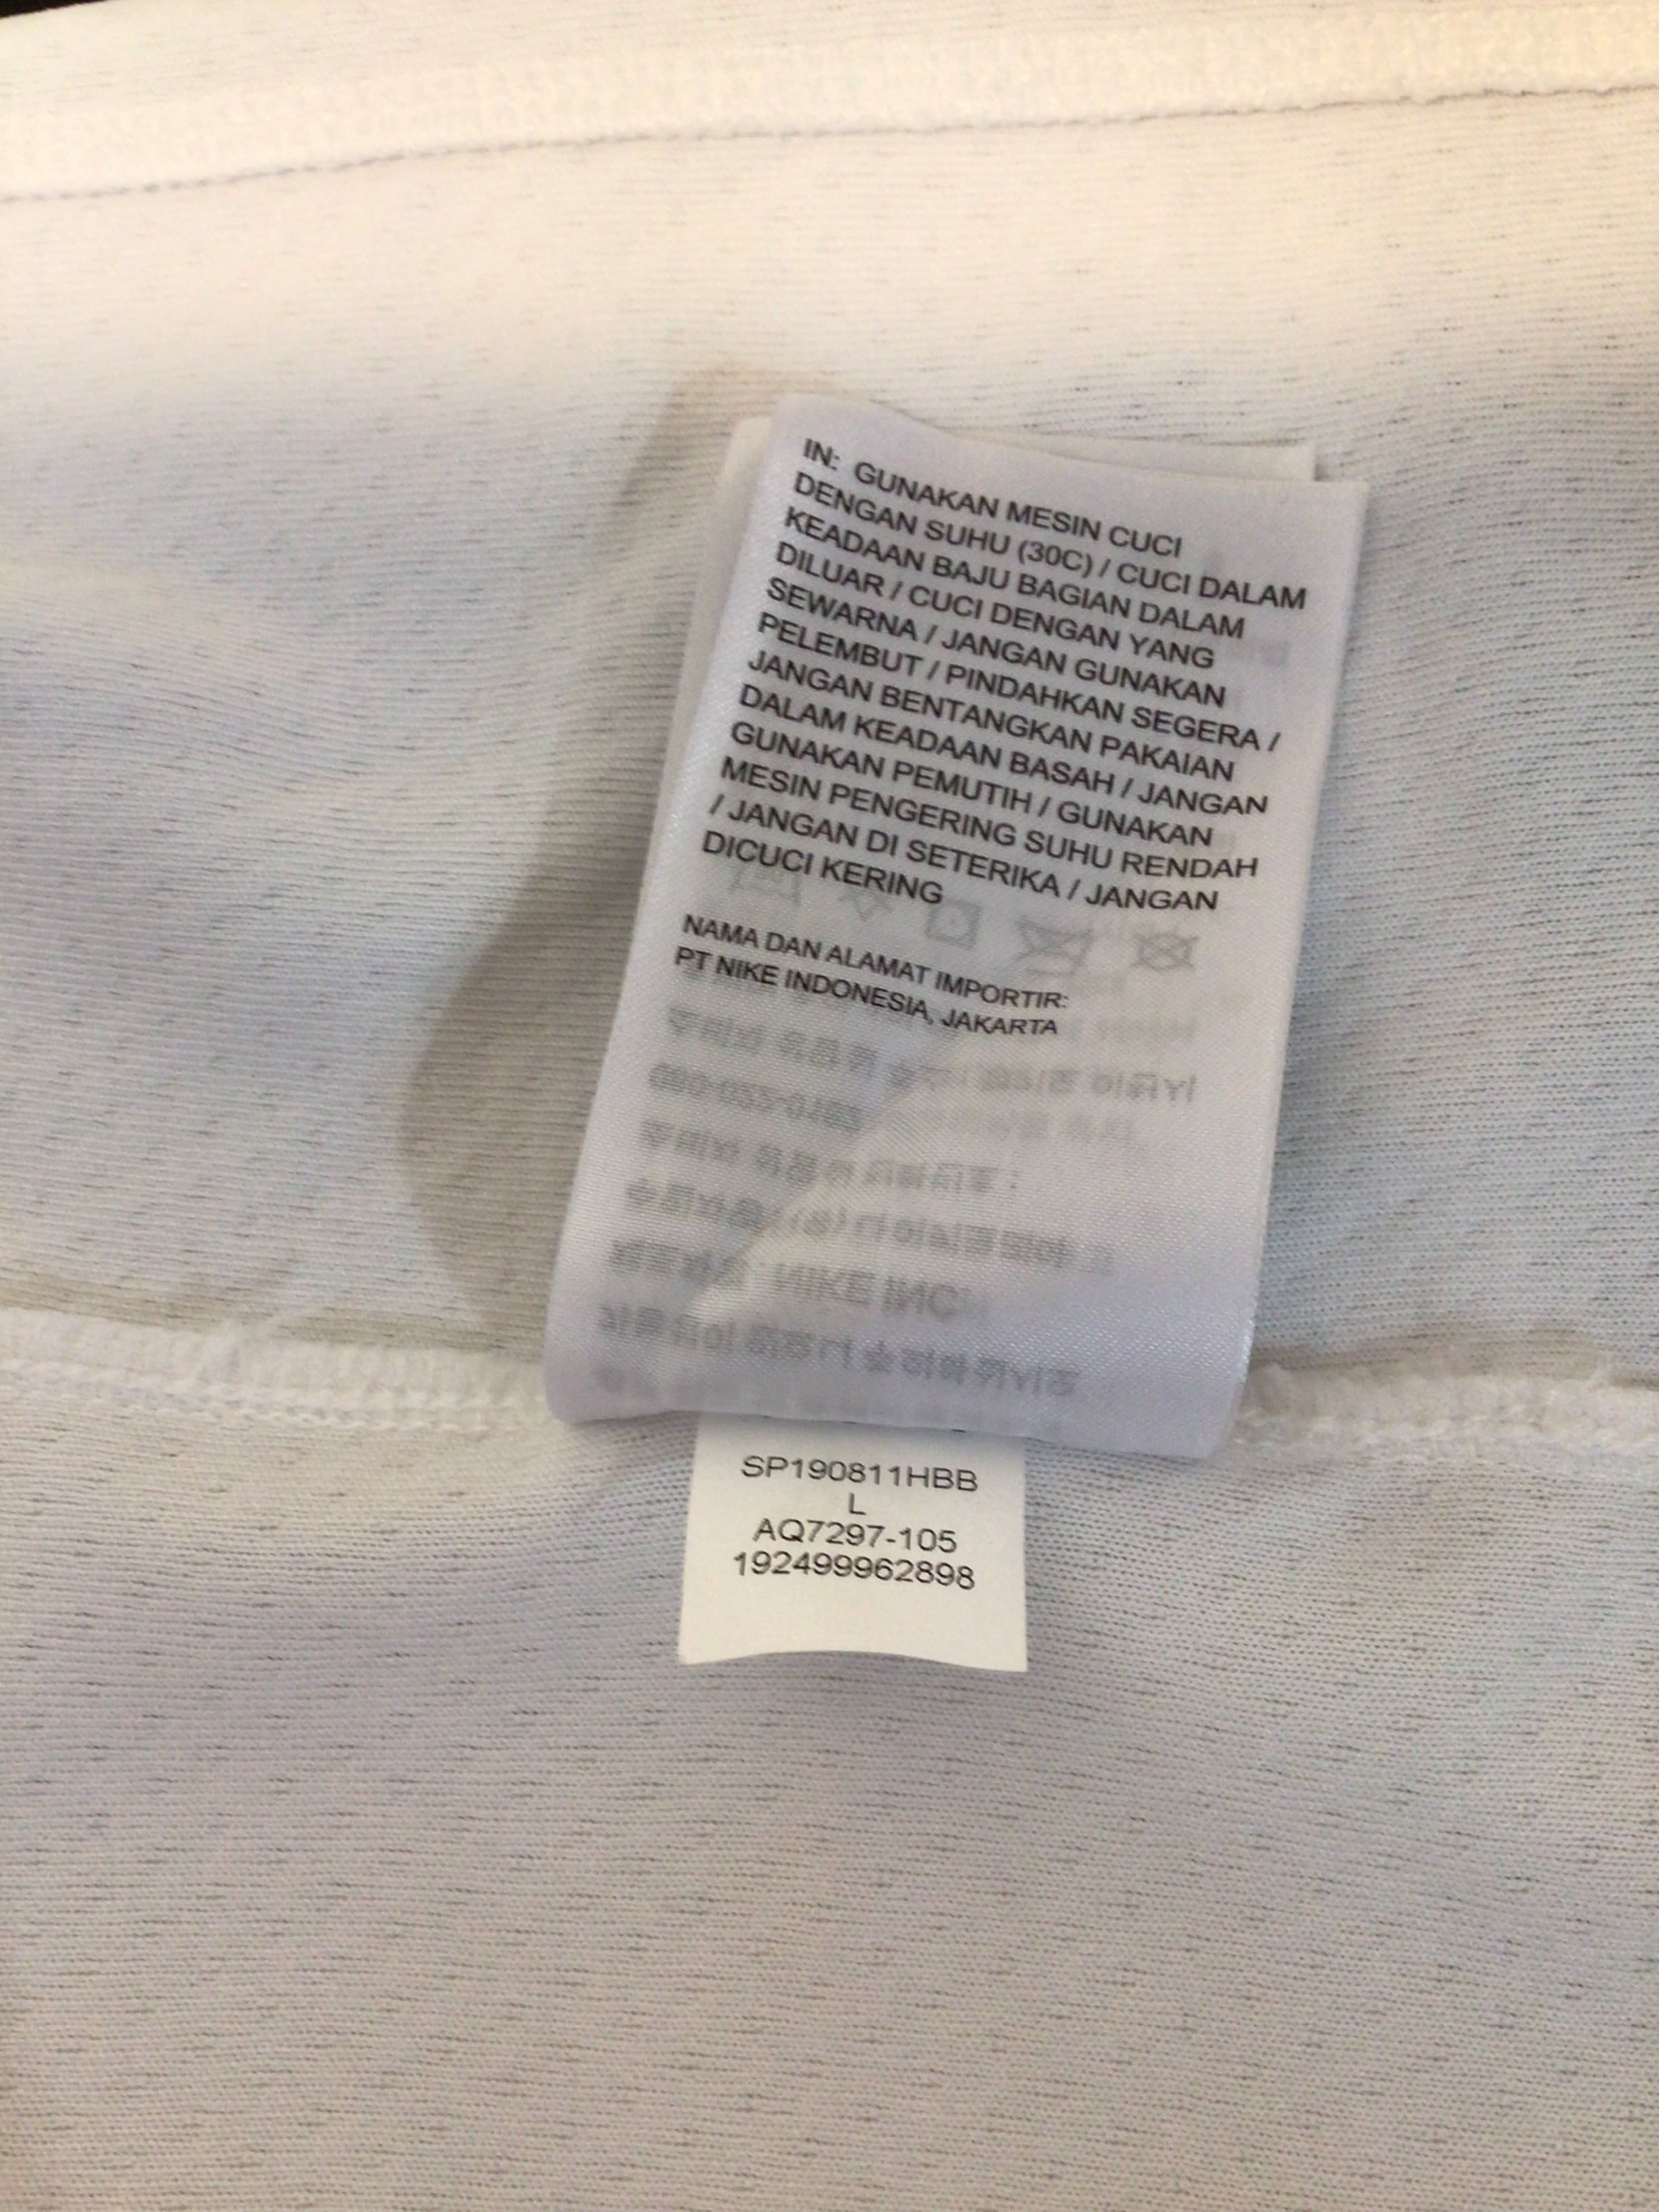 IN: GUNAKAN MESIN CUCI
DENGAN SUHU (30C) / CUCI DALAM
KEADAAN BAJU BAGIAN DALAM
DILUAR / CUCI DENGAN YANG
SEWARNA / JANGAN GUNAKAN
PELEMBUT / PINDAHKAN SEGERA /
JANGAN BENTANGKAN PAKAIAN
DALAM KEADAAN BASAH / JANGAN
GUNAKAN PEMUTIH / GUNAKAN
MESIN PENGERING SUHU RENDAH
/ JANGAN DI SETERIKA / JANGAN
DICUCI KERING
NAMA DAN ALAMAT IMPORTIR:
PT NIKE INDONESIA, JAKARTA
SP190811HBB
L
AQ7297-105
192499962898